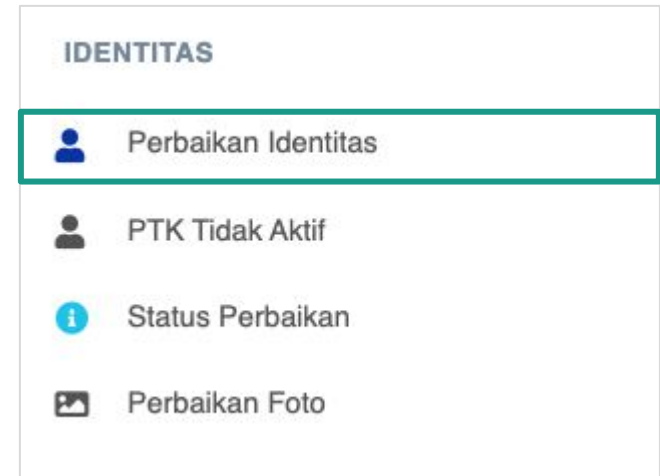 IDENTITAS
Perbaikan Identitas
PTK Tidak Aktif
Status Perbaikan
Perbaikan Foto